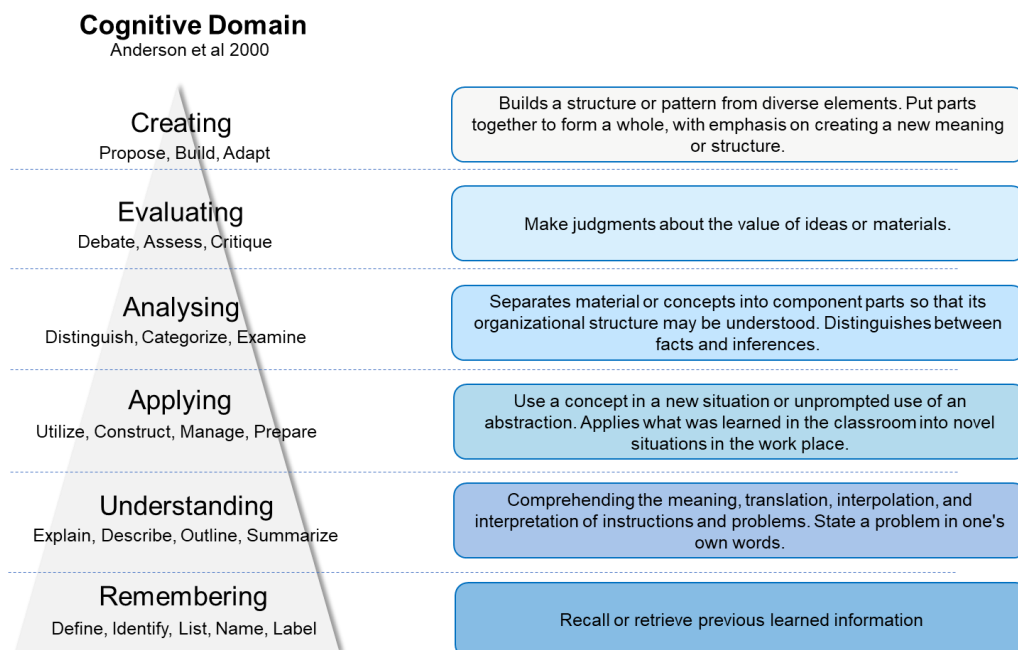 Cognitive Domain
Anderson et al 2000
Creating
Propose, Build, Adapt
Builds a structure or pattern from diverse elements. Put parts
together to form a whole, with emphasis on creating a new meaning
or structure.
Evaluating
Debate, Assess, Critique
Make judgments about the value of ideas or materials.
Analysing
Distinguish, Categorize, Examine
Separates material or concepts into component parts so that its
organizational structure may be understood. Distinguishes between
facts and inferences.
Applying
Utilize, Construct, Manage, Prepare
Use a concept in a new situation or unprompted use of an
abstraction. Applies what was learned in the classroom into novel
situations in the work place.
Understanding
Explain, Describe, Outline, Summarize
Comprehending the meaning, translation, interpolation, and
interpretation of instructions and problems. State a problem in one's
own words.
Remembering
Define, Identify, List, Name, Label
Recall or retrieve previous learned information